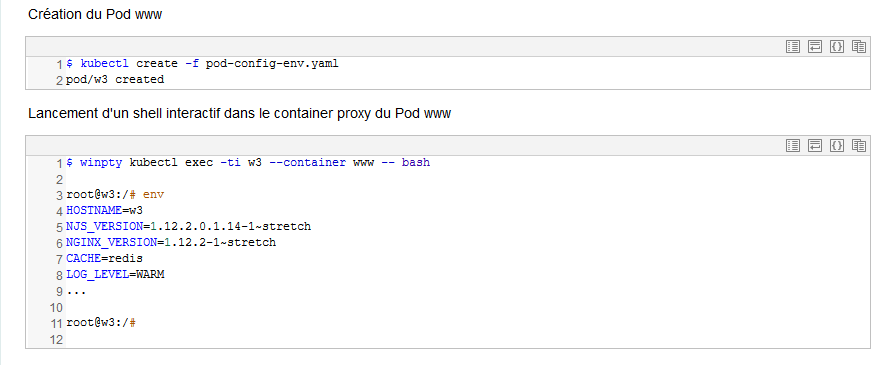 Création du Pod www
1 $ kubectl create -f pod-config-env.yaml
2 pod/w3 created
Lancement d'un shell interactif dans le container proxy du Pod www
1 $ winpty kubectl exec -ti w3 --container www -- bash
2
3 root@w3:/# env
4 HOSTNAME=w3
5 NJS_VERSION=1.12.2.0.1.14-1~stretch
6 NGINX_VERSION=1.12.2-1~stretch
7 CACHE=redis
8 LOG_LEVEL=WARM
9 ...
10
11 root@w3:/#
12